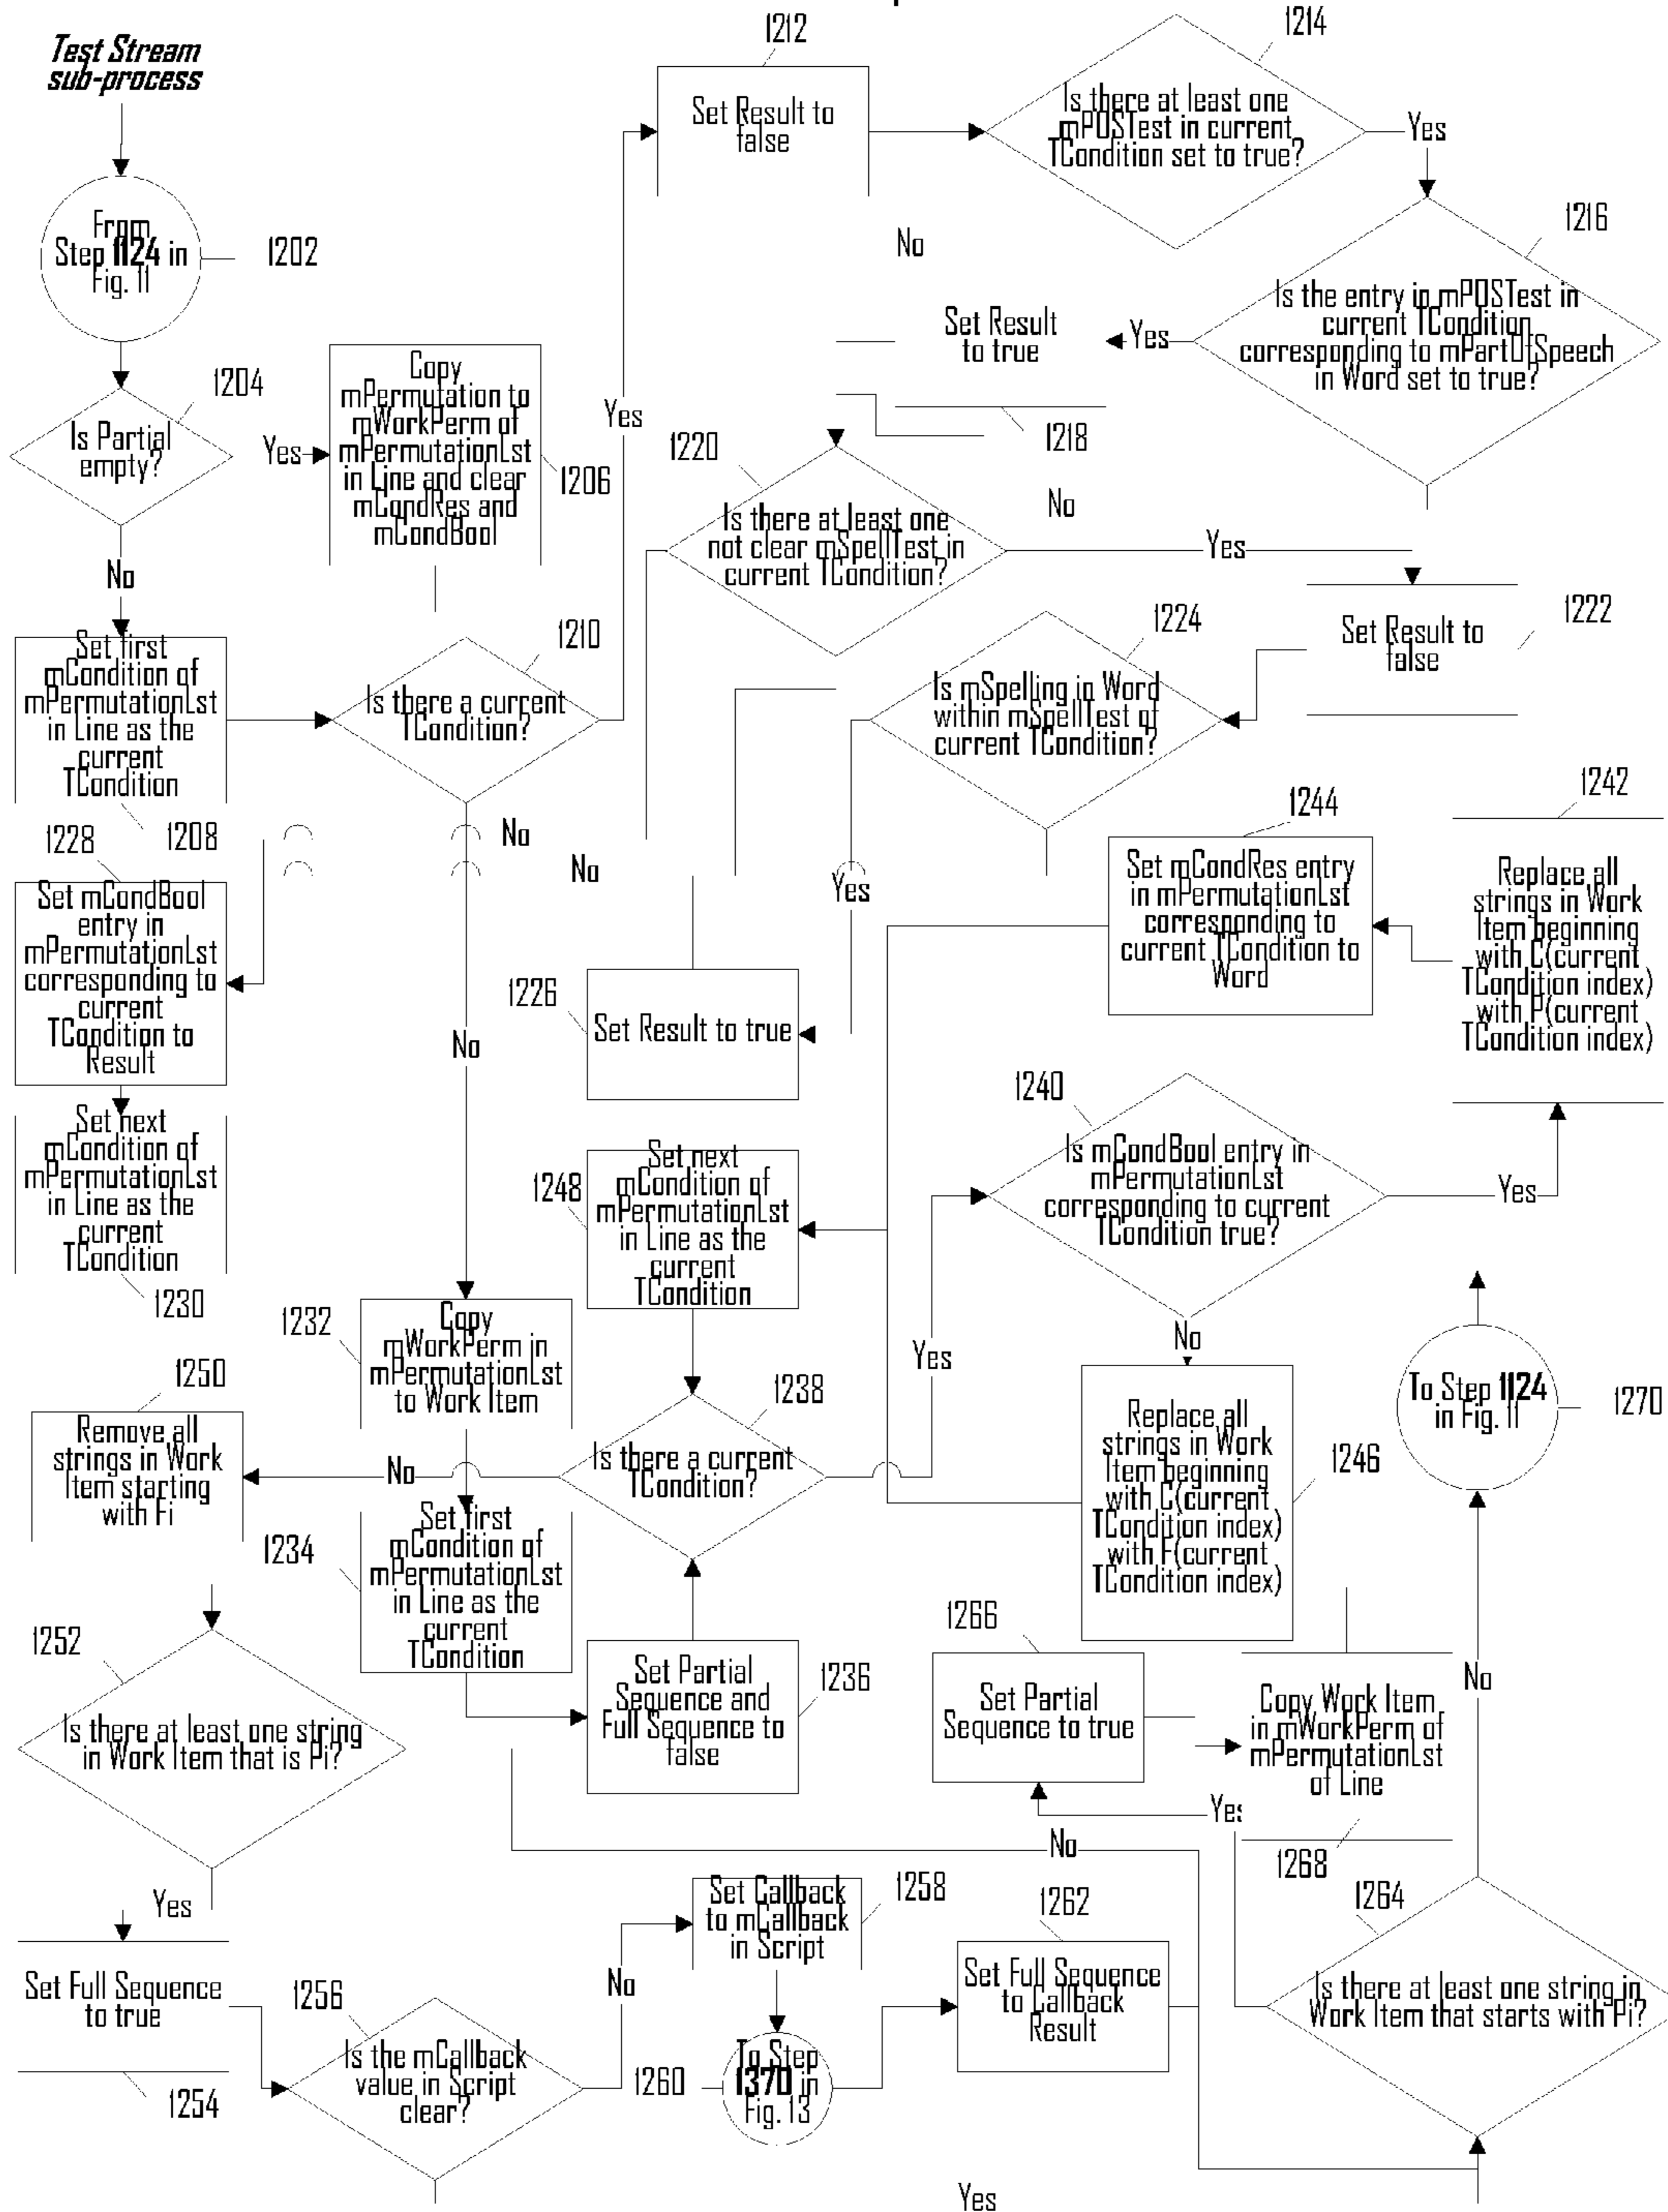 Test Stream
sub-process
From
Step 1124 in
Fig. 11
1202
1204
Is Partial
empty?
Yes
No
Copy
mPermutation to
mWorkPerm of
mPermutationLst
in Line and clear
mCondRes and
mCondBool
1206
Set first
mCondition of
mPermutationLst
in Line as the
current
TCondition
1208
1210
Is there a current
TCondition?
Yes
No
1212
Set Result to
false
1214
Is there at least one
mPOSTest in current
TCondition set to true?
Yes
No
1216
Is the entry in mPOSTest in
current TCondition
corresponding to mPartOfSpeech
in Word set to true?
Yes
No
Set Result
to true
1218
1220
Is there at least one
not clear mSpellTest in
current TCondition?
Yes
No
Set Result to
false
1222
1224
Is mSpelling in Word
within mSpellTest of
current TCondition?
Yes
No
1226
Set Result to true
1228
Set mCondBool
entry in
mPermutationLst
corresponding to
current
TCondition to
Result
Set next
mCondition of
mPermutationLst
in Line as the
current
TCondition
1230
1232
Copy
mWorkPerm in
mPermutationLst
to Work Item
1234
Set first
mCondition of
mPermutationLst
in Line as the
current
TCondition
Set Partial
Sequence and
Full Sequence to
false
1236
1238
Is there a current
TCondition?
No
Yes
1240
Is mCondBool entry in
mPermutationLst
corresponding to current
TCondition true?
Yes
No
1242
Replace all
strings in Work
Item beginning
with C(current
TCondition index)
with P(current
TCondition index)
1244
Set mCondRes entry
in mPermutationLst
corresponding to
current TCondition to
Word
Replace all
strings in Work
Item beginning
with C(current
TCondition index)
with F(current
TCondition index)
1246
1248
Set next
mCondition of
mPermutationLst
in Line as the
current
TCondition
1250
Remove all
strings in Work
Item starting
with Fi
1252
Is there at least one string
in Work Item that is Pi?
Yes
No
Set Full Sequence
to true
1254
1256
Is the mCallback
value in Script
clear?
No
Yes
Set Callback
to mCallback
in Script
1258
1260
To Step
1370 in
Fig. 13
1262
Set Full Sequence
to Callback
Result
1264
Is there at least one string in
Work Item that starts with Pi?
Yes
No
1266
Set Partial
Sequence to true
Copy Work Item
in mWorkPerm of
mPermutationLst
of Line
1268
To Step 1124
in Fig. 11
1270